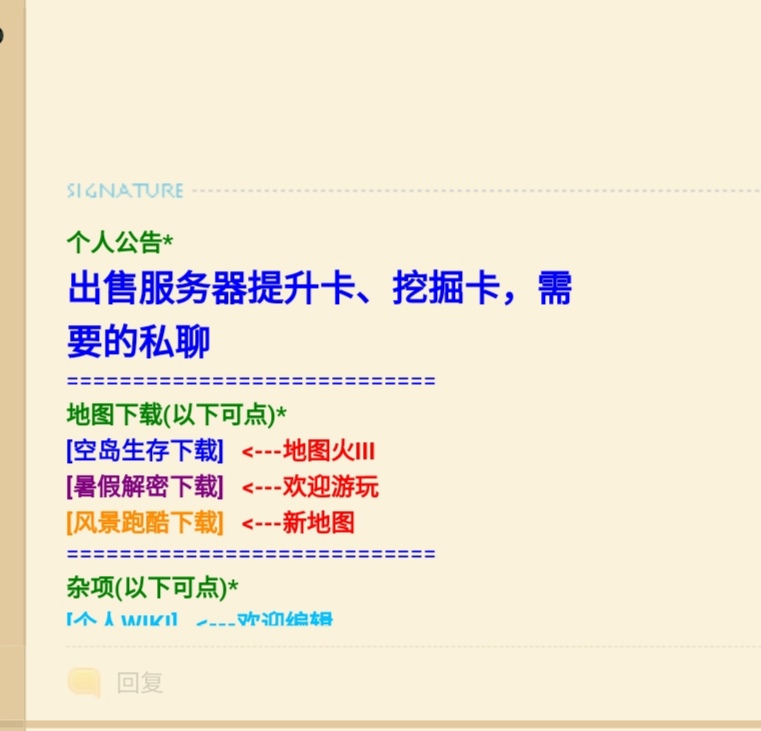 SIGNATURE
个人公告*
出售服务器提升卡、挖掘卡，需
要的私聊
============================
地图下载(以下可点)*
[空岛生存下载] <---地图火III
[暑假解密下载] <---欢迎游玩
[风景跑酷下载] <---新地图
============================
杂项(以下可点)*
[个人WIKI] <---欢迎编辑
回复